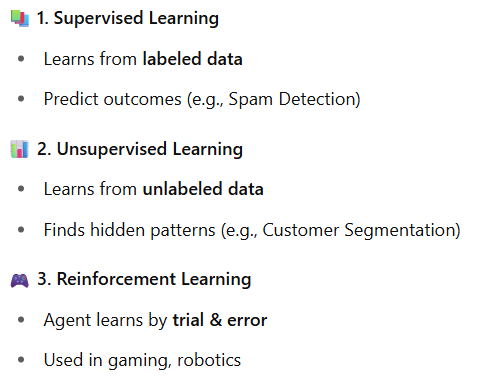 1. Supervised Learning
Learns from labeled data
Predict outcomes (e.g., Spam Detection)
2. Unsupervised Learning
Learns from unlabeled data
Finds hidden patterns (e.g., Customer Segmentation)
3. Reinforcement Learning
Agent learns by trial & error
Used in gaming, robotics